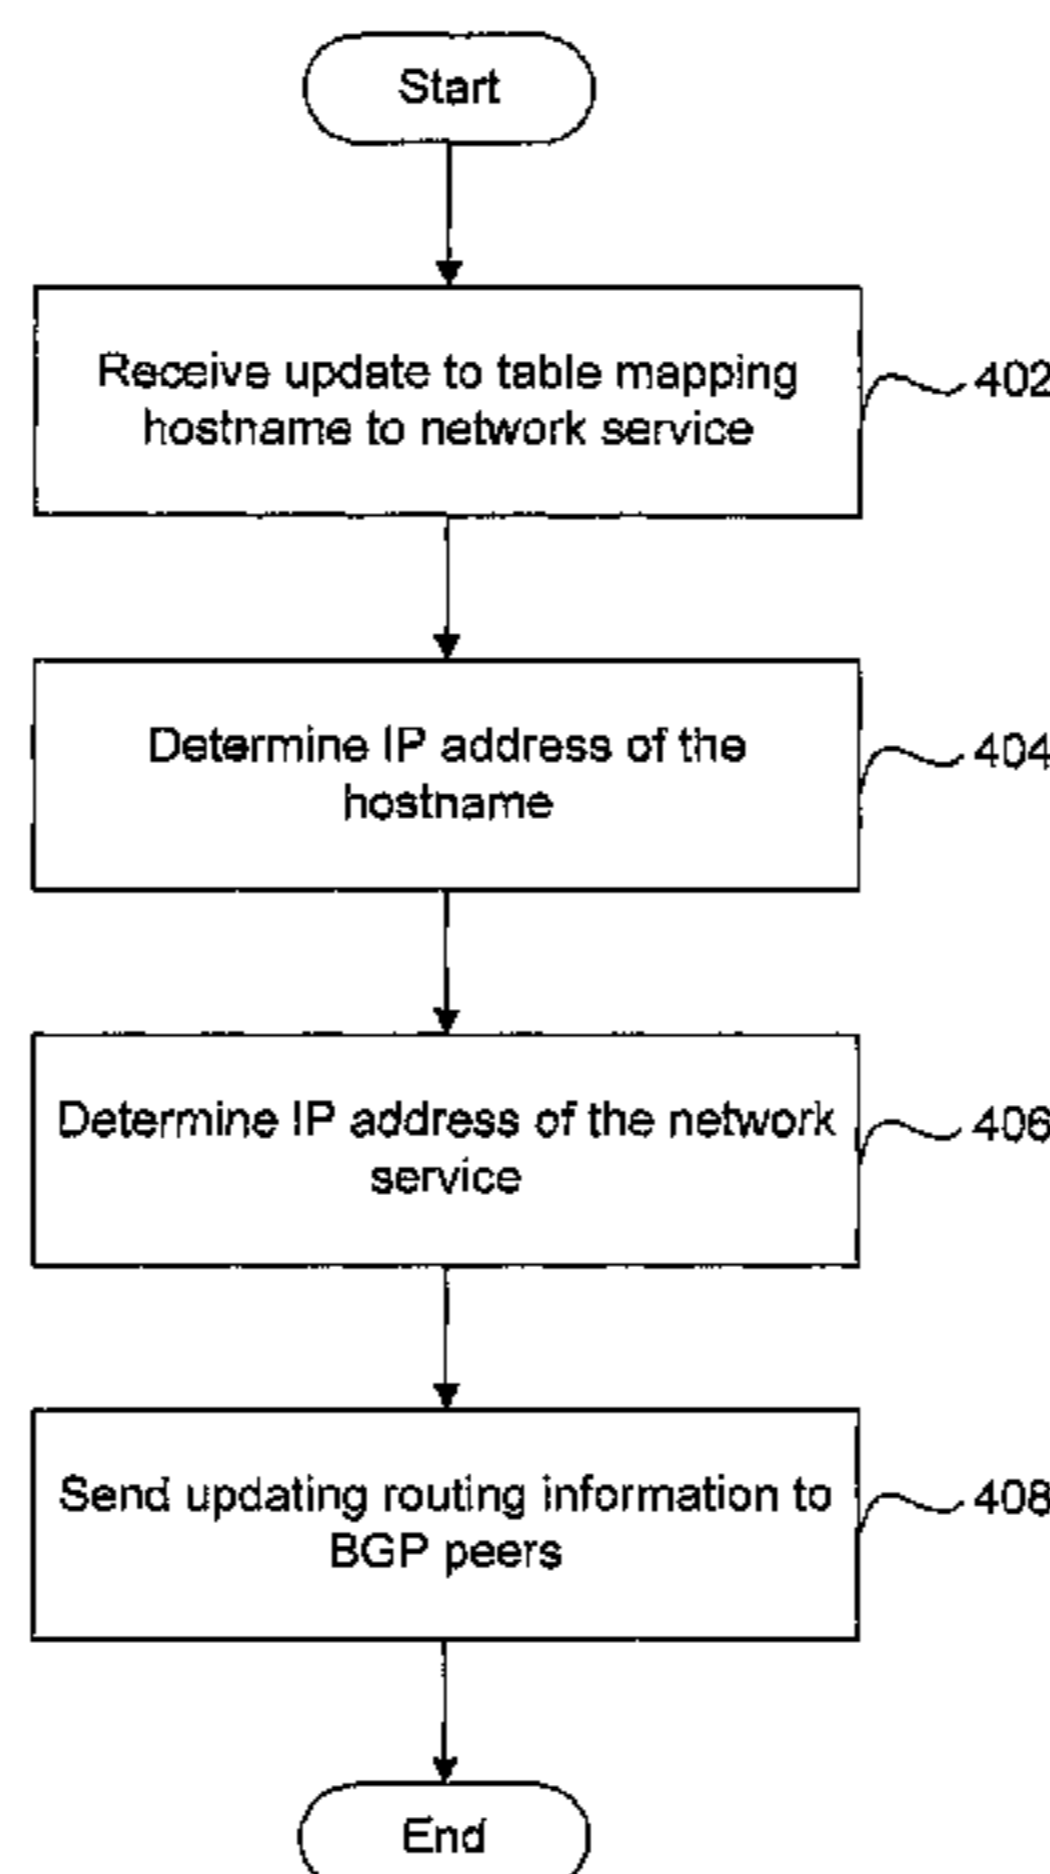 Start
Receive update to table mapping
hostname to network service
402
Determine IP address of the
hostname
404
Determine IP address of the network
service
406
Send updating routing information to
BGP peers
408
End